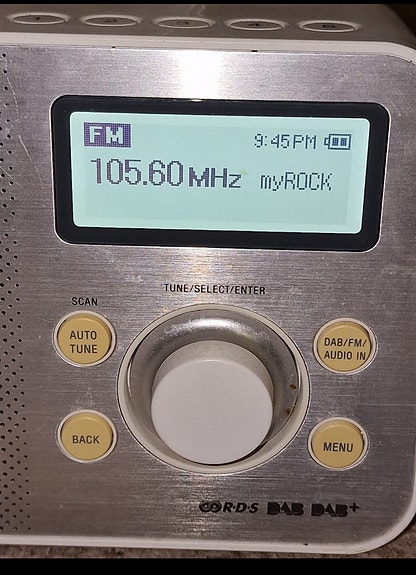 FM 9:45PM
105.60MHz myROCK
TUNE/SELECT/ENTER
SCAN
AUTO
TUNE
DAB/FM/
AUDIO IN
BACK
MENU
R·D·S DAB DAB+